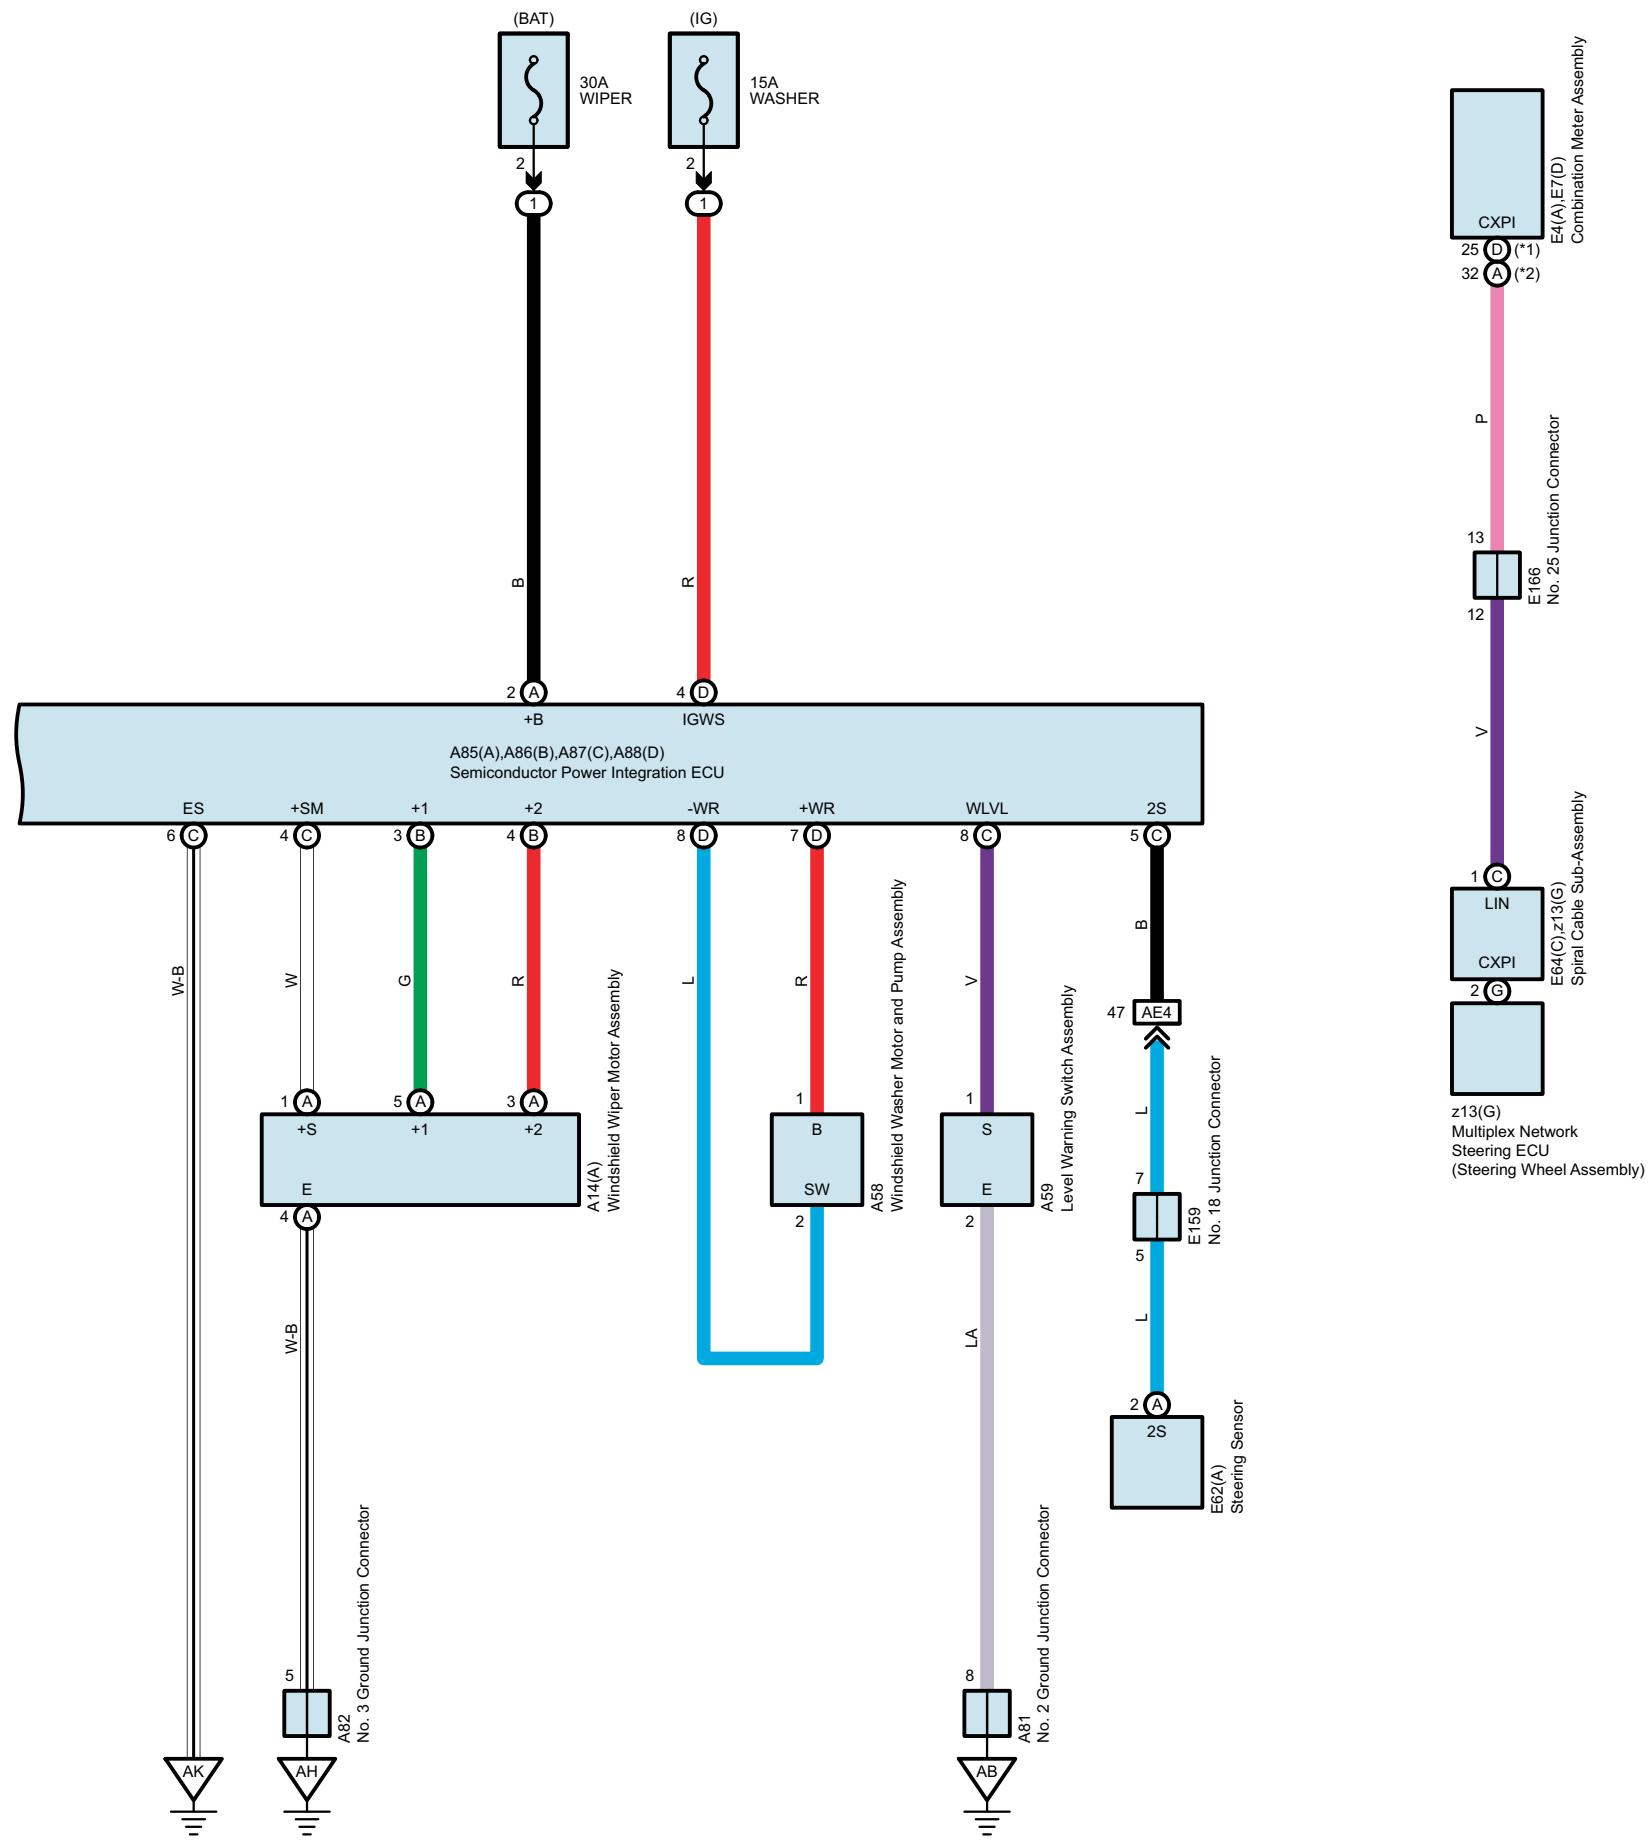 (BAT)
(IG)
30A
WIPER
15A
WASHER
2
2
1
1
B
R
2 A
4 D
+B
IGWS
A85(A),A86(B),A87(C),A88(D)
Semiconductor Power Integration ECU
ES
+SM
+1
+2
-WR
+WR
WLVL
2S
6 C
4 C
3 B
4 B
8 D
7 D
8 C
5 C
W-B
W
G
R
L
R
V
B
1 A
5 A
3 A
+S
+1
+2
E
4 A
A14(A)
Windshield Wiper Motor Assembly
1
B
SW
2
A58
Windshield Washer Motor and Pump Assembly
1
S
E
2
A59
Level Warning Switch Assembly
47 AE4
L
7
5
E159
No. 18 Junction Connector
L
2 A
2S
E62(A)
Steering Sensor
W-B
LA
5
A82
No. 3 Ground Junction Connector
8
A81
No. 2 Ground Junction Connector
AK
AH
AB
CXPI
E4(A),E7(D)
Combination Meter Assembly
25 D (*1)
32 A (*2)
P
13
12
E166
No. 25 Junction Connector
V
1 C
LIN
CXPI
E64(C),z13(G)
Spiral Cable Sub-Assembly
2 G
z13(G)
Multiplex Network
Steering ECU
(Steering Wheel Assembly)